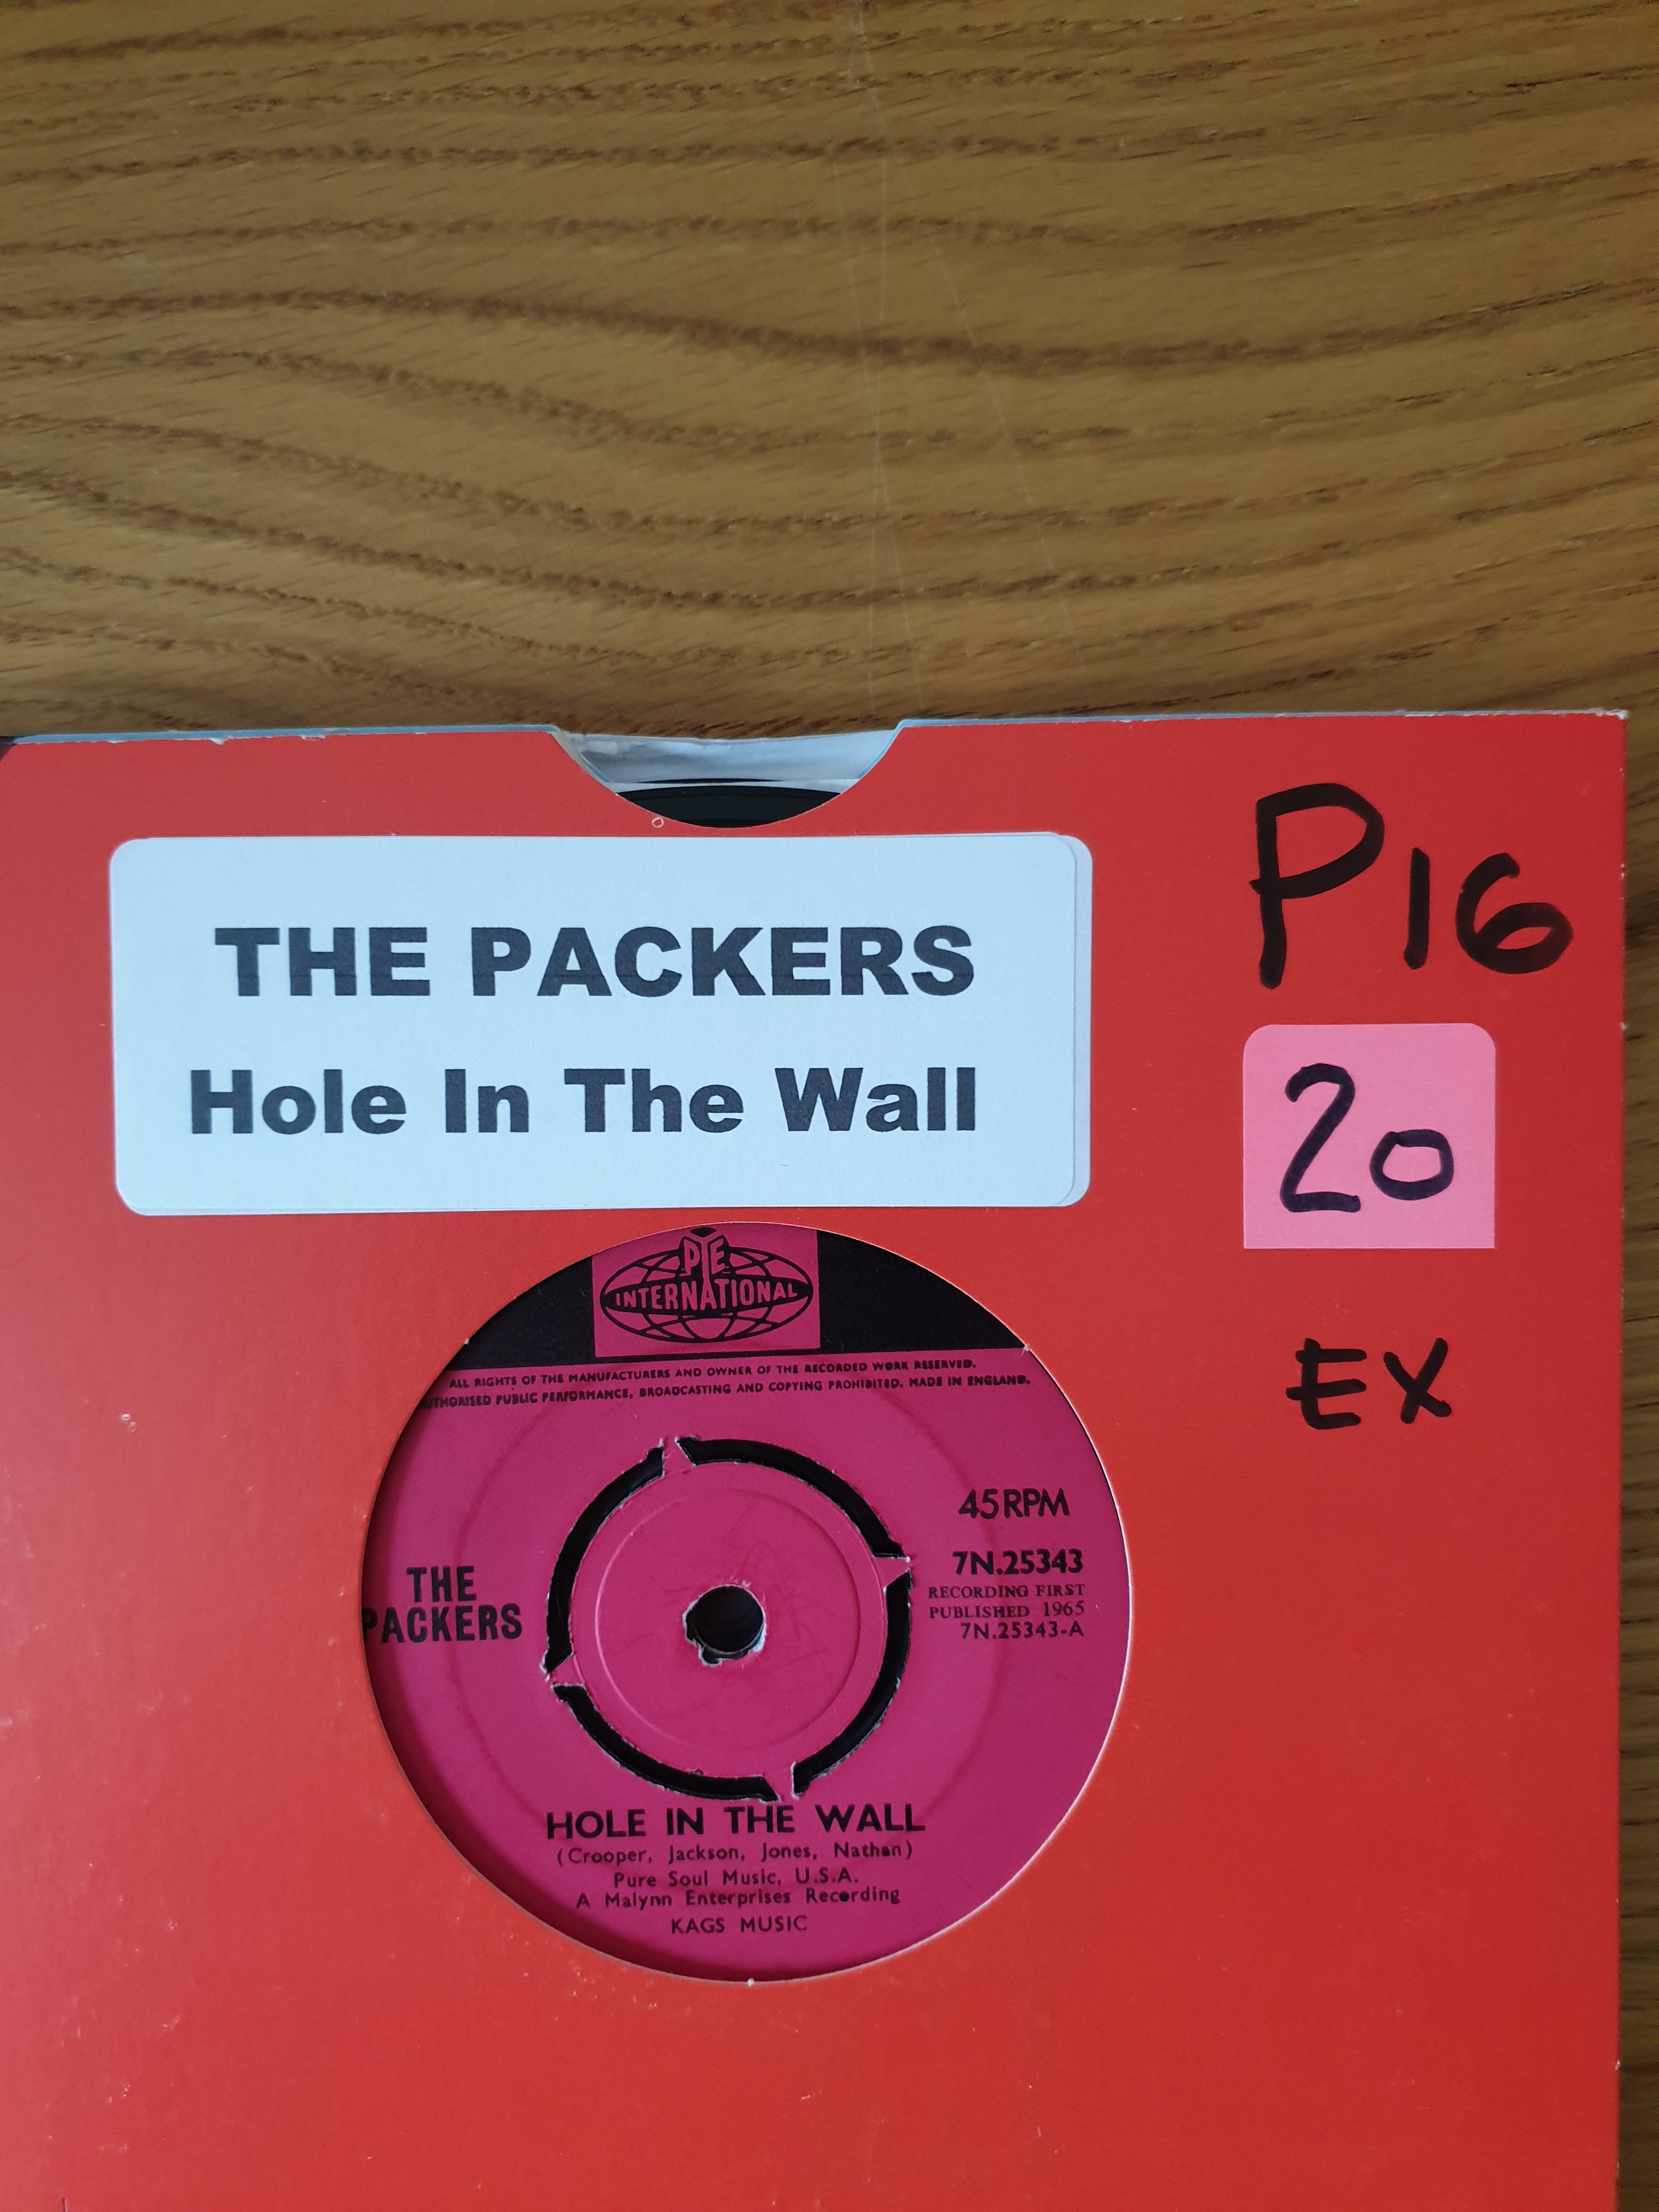 P16
THE PACKERS
Hole In The Wall
20
EX
PYE
INTERNATIONAL
ALL RIGHTS OF THE MANUFACTURERS AND OWNER OF THE RECORDED WORK RESERVED.
PUBLIC PERFORMANCE, BROADCASTING AND COPYING PROHIBITED. MADE IN ENGLAND.
45RPM
7N.25343
RECORDING FIRST
PUBLISHED 1965
7N.25343-A
THE
PACKERS
HOLE IN THE WALL
(Crooper, Jackson, Jones, Nathan)
Pure Soul Music, U.S.A.
A Malynn Enterprises Recording
KAGS MUSIC